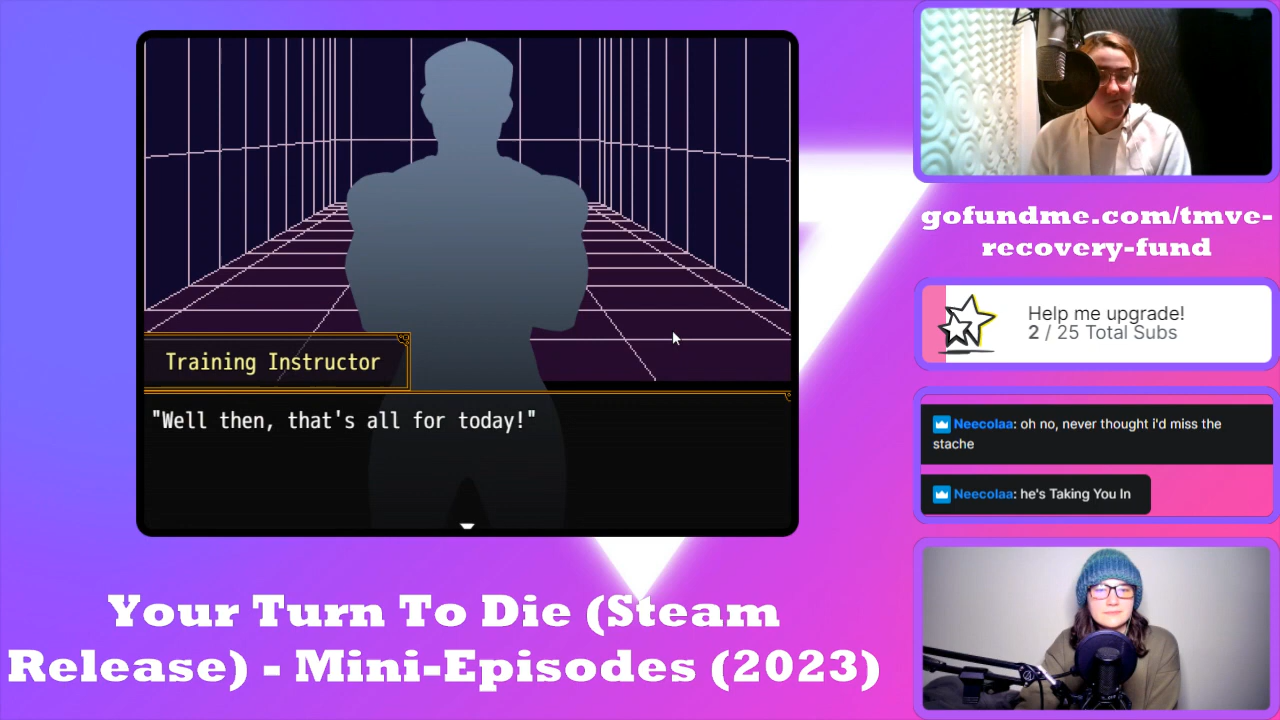 Training Instructor
"Well then, that's all for today!"
Your Turn To Die (Steam
Release) - Mini-Episodes (2023)
gofundme.com/tmve-
recovery-fund
Help me upgrade!
2 / 25 Total Subs
Neecolaa: oh no, never thought i'd miss the
stache
Neecolaa: he's Taking You In